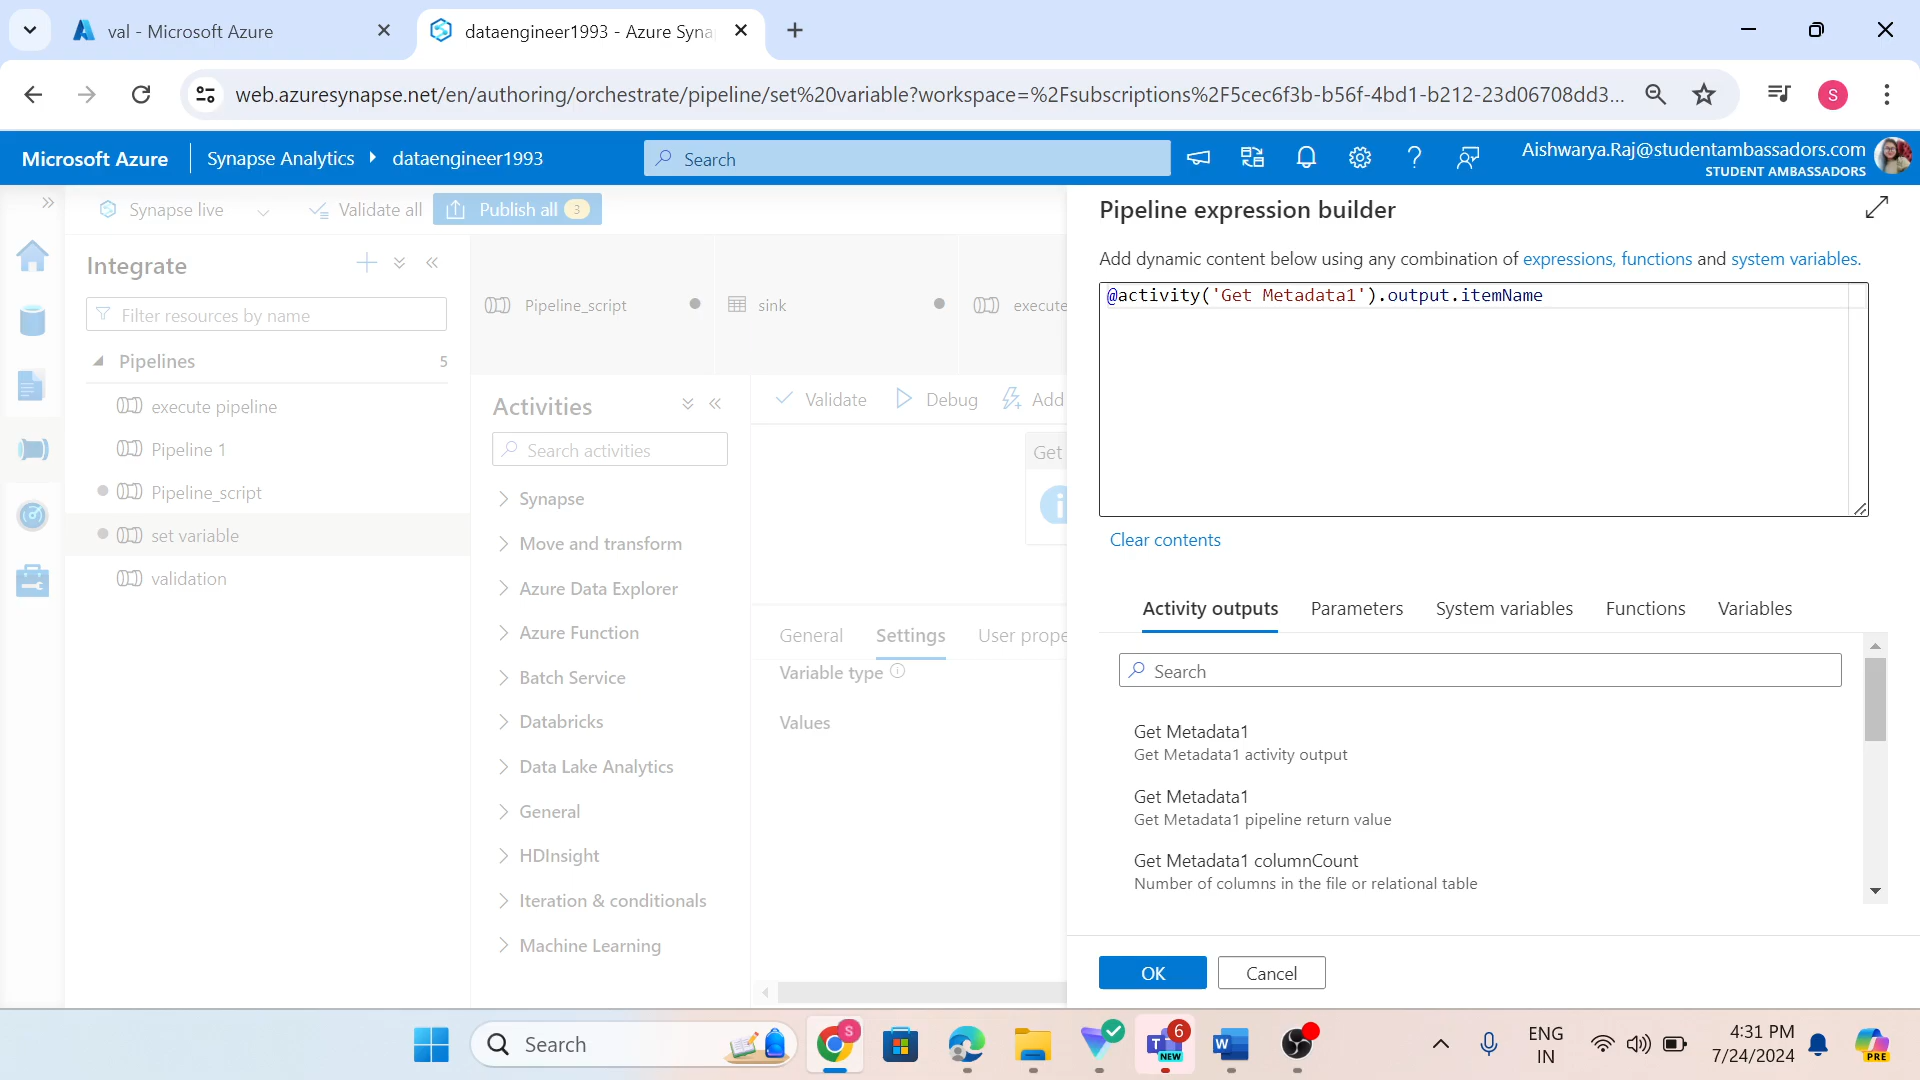 val - Microsoft Azure
dataengineer1993 - Azure Syna
web.azuresynapse.net/en/authoring/orchestrate/pipeline/set%20variable?workspace=%2Fsubscriptions%2F5cec6f3b-b56f-4bd1-b212-23d06708dd3...
S
Microsoft Azure
Synapse Analytics
dataengineer1993
Search
Aishwarya.Raj@studentambassadors.com
STUDENT AMBASSADORS
Synapse live
Validate all
Publish all
3
Integrate
Filter resources by name
Pipelines
5
execute pipeline
Pipeline 1
Pipeline_script
set variable
validation
Pipeline_script
sink
execute
Activities
Search activities
Synapse
Move and transform
Azure Data Explorer
Azure Function
Batch Service
Databricks
Data Lake Analytics
General
HDInsight
Iteration & conditionals
Machine Learning
Validate
Debug
Add
Get
General
Settings
User prope
Variable type
Values
Pipeline expression builder
Add dynamic content below using any combination of expressions, functions and system variables.
@activity('Get Metadata1').output.itemName
Clear contents
Activity outputs
Parameters
System variables
Functions
Variables
Search
Get Metadata1
Get Metadata1 activity output
Get Metadata1
Get Metadata1 pipeline return value
Get Metadata1 columnCount
Number of columns in the file or relational table
OK
Cancel
Search
S
6
NEW
ENG
IN
4:31 PM
7/24/2024
PRE